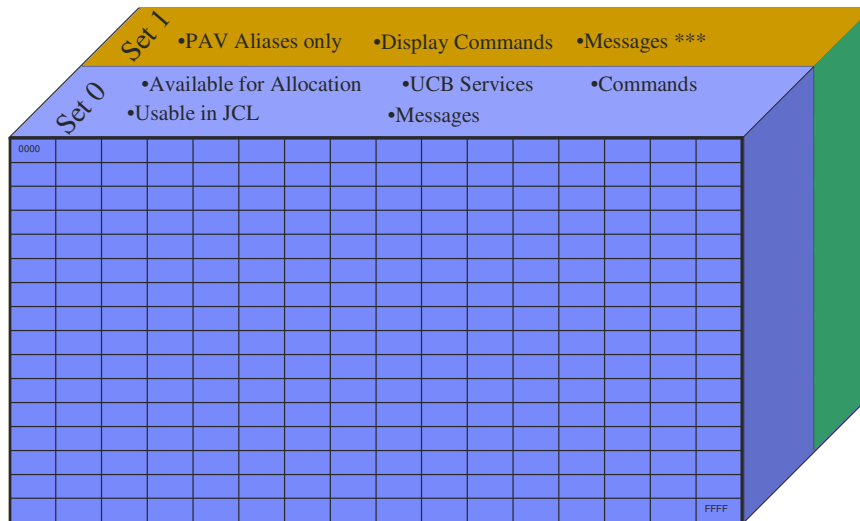 Set 1
•PAV Aliases only •Display Commands •Messages ***
Set 0
•Available for Allocation •UCB Services •Commands
•Usable in JCL •Messages
0000
FFFF